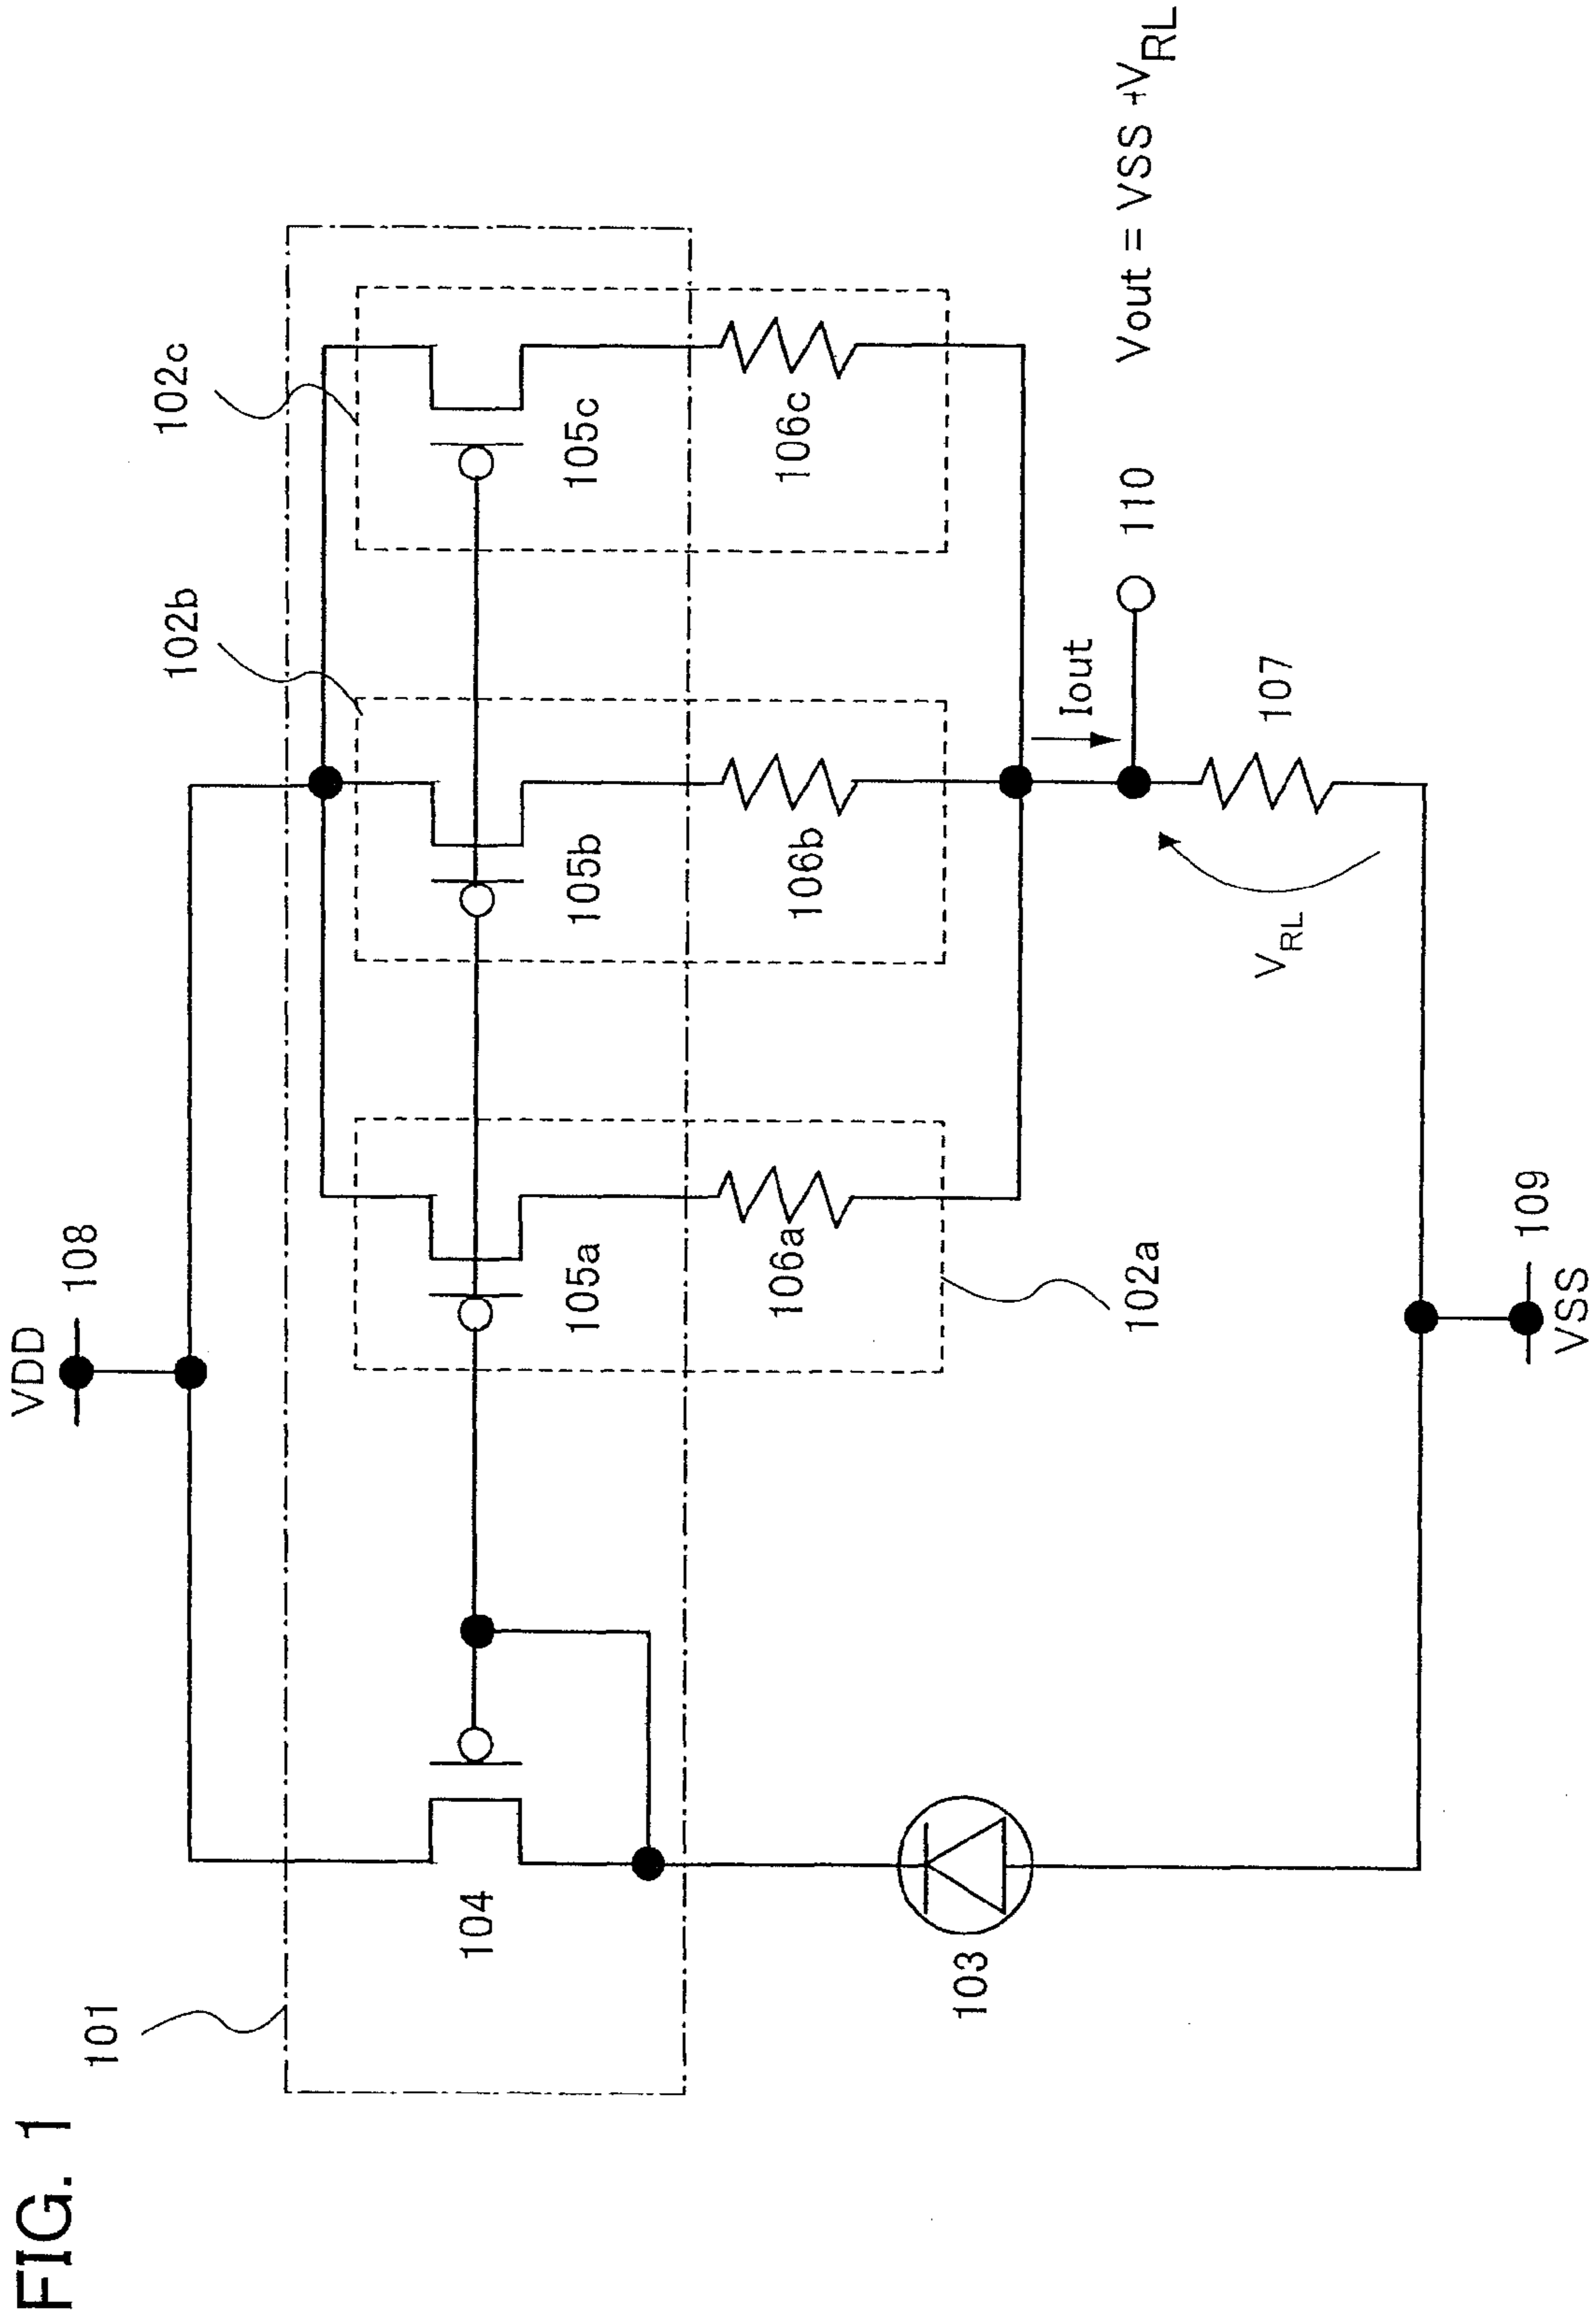 FIG. 1
VDD
108
101
102b
102c
104
105a
105b
105c
106a
106b
106c
102a
103
Iout
110
Vout = VSS +VRL
VRL
107
109
VSS